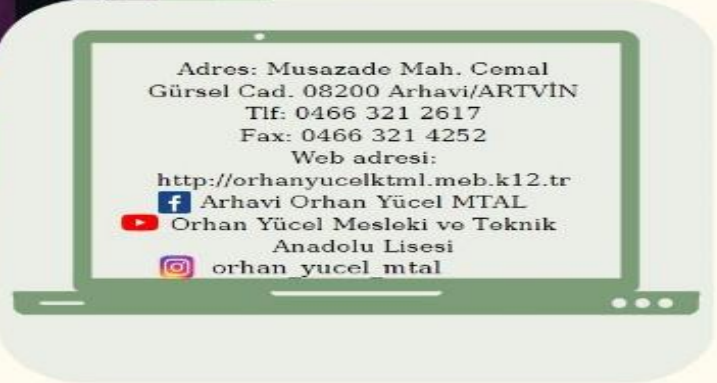 Adres: Musazade Mah. Cemal
Gürsel Cad. 08200 Arhavi/ARTVİN
Tlf: 0466 321 2617
Fax: 0466 321 4252
Web adresi:
http://orhanyucelktml.meb.k12.tr
Arhavi Orhan Yücel MTAL
Orhan Yücel Mesleki ve Teknik
Anadolu Lisesi
orhan_yucel_mtal